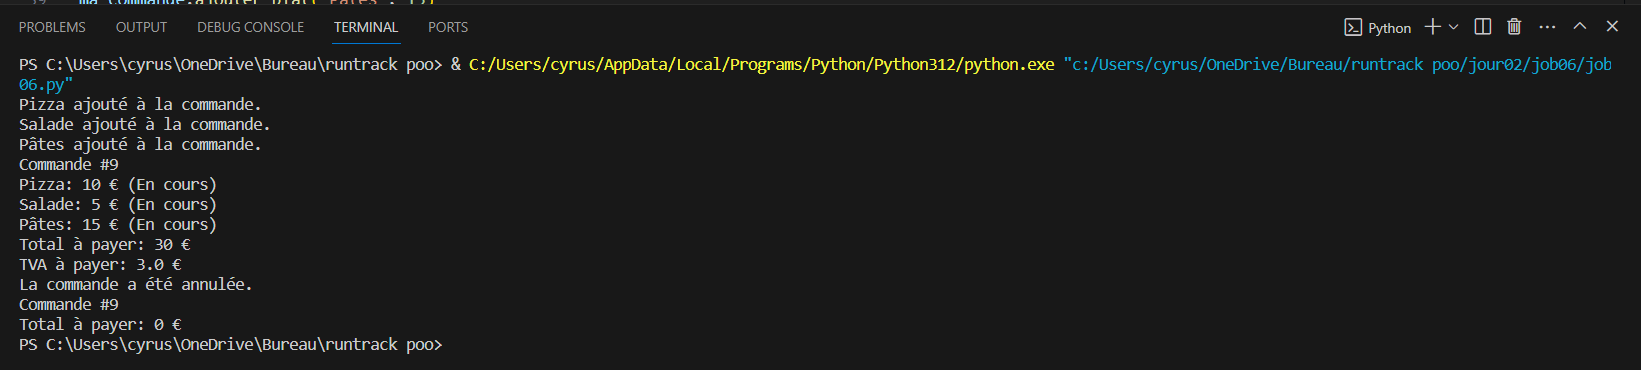 PROBLEMS OUTPUT DEBUG CONSOLE TERMINAL PORTS Python
PS C:\Users\cyrus\OneDrive\Bureau\runtrack poo> & C:/Users/cyrus/AppData/Local/Programs/Python/Python312/python.exe "c:/Users/cyrus/OneDrive/Bureau/runtrack poo/jour02/job06/job
06.py"
Pizza ajouté à la commande.
Salade ajouté à la commande.
Pâtes ajouté à la commande.
Commande #9
Pizza: 10 € (En cours)
Salade: 5 € (En cours)
Pâtes: 15 € (En cours)
Total à payer: 30 €
TVA à payer: 3.0 €
La commande a été annulée.
Commande #9
Total à payer: 0 €
PS C:\Users\cyrus\OneDrive\Bureau\runtrack poo>